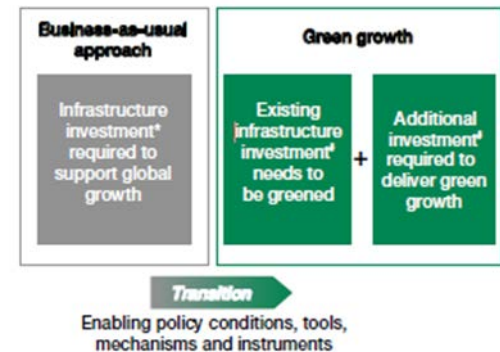 Business-as-usual
approach
Green growth
Infrastructure
investment*
required to
support global
growth
Existing
infrastructure
investment‡
needs to
be greened
+
Additional
investment‡
required to
deliver green
growth
Transition
Enabling policy conditions, tools,
mechanisms and instruments